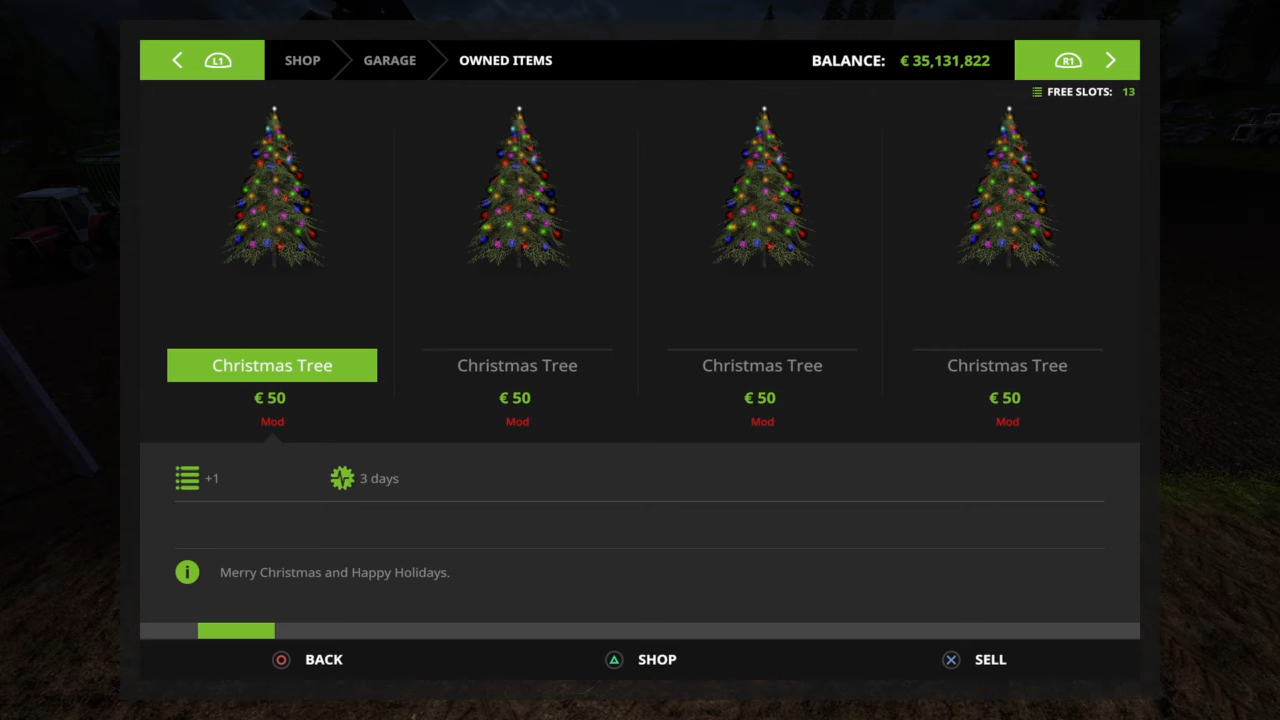 L1 SHOP GARAGE OWNED ITEMS BALANCE: € 35,131,822 R1
FREE SLOTS: 13
Christmas Tree Christmas Tree Christmas Tree Christmas Tree
€ 50 € 50 € 50 € 50
Mod Mod Mod Mod
+1 3 days
Merry Christmas and Happy Holidays.
BACK SHOP SELL